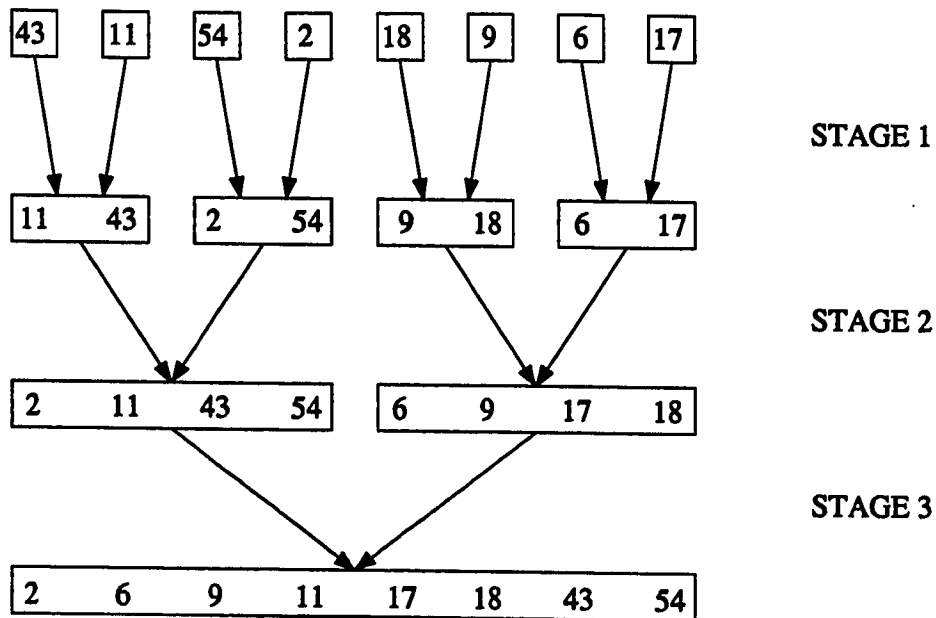 43 11 54 2 18 9 6 17
STAGE 1
11 43 2 54 9 18 6 17
STAGE 2
2 11 43 54 6 9 17 18
STAGE 3
2 6 9 11 17 18 43 54